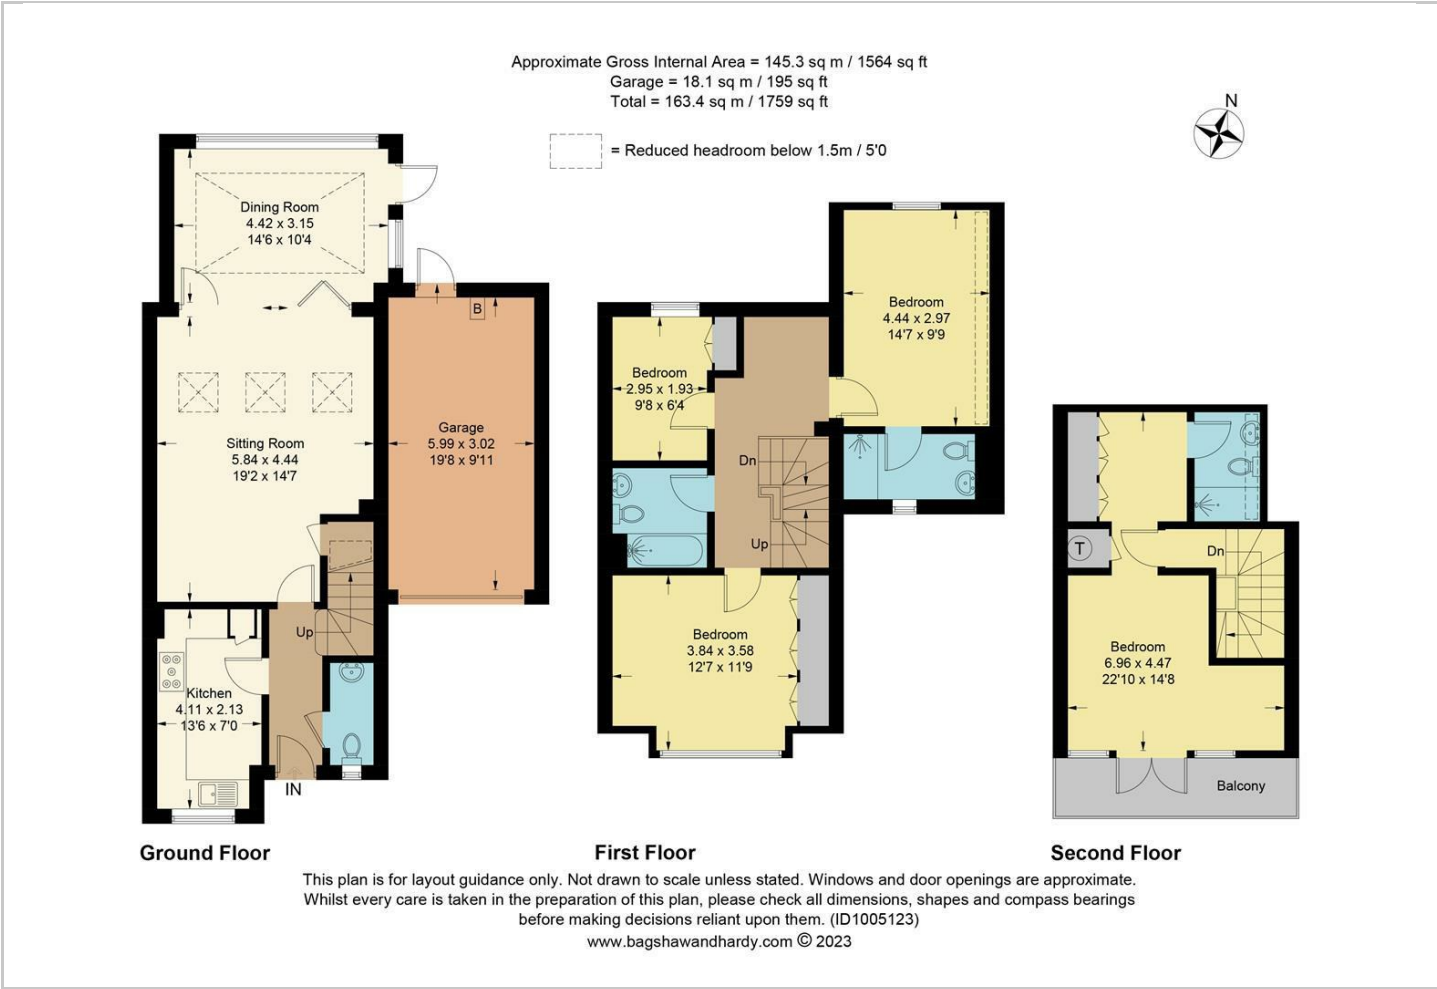 Approximate Gross Internal Area = 145.3 sq m / 1564 sq ft
Garage = 18.1 sq m / 195 sq ft
Total = 163.4 sq m / 1759 sq ft
= Reduced headroom below 1.5m / 5'0
N
Dining Room
4.42 x 3.15
14'6 x 10'4
Sitting Room
5.84 x 4.44
19'2 x 14'7
B
Garage
5.99 x 3.02
19'8 x 9'11
Up
Kitchen
4.11 x 2.13
13'6 x 7'0
IN
Ground Floor
Bedroom
4.44 x 2.97
14'7 x 9'9
Bedroom
2.95 x 1.93
9'8 x 6'4
Dn
Up
Bedroom
3.84 x 3.58
12'7 x 11'9
First Floor
T
Dn
Bedroom
6.96 x 4.47
22'10 x 14'8
Balcony
Second Floor
This plan is for layout guidance only. Not drawn to scale unless stated. Windows and door openings are approximate.
Whilst every care is taken in the preparation of this plan, please check all dimensions, shapes and compass bearings
before making decisions reliant upon them. (ID1005123)
www.bagshawandhardy.com © 2023